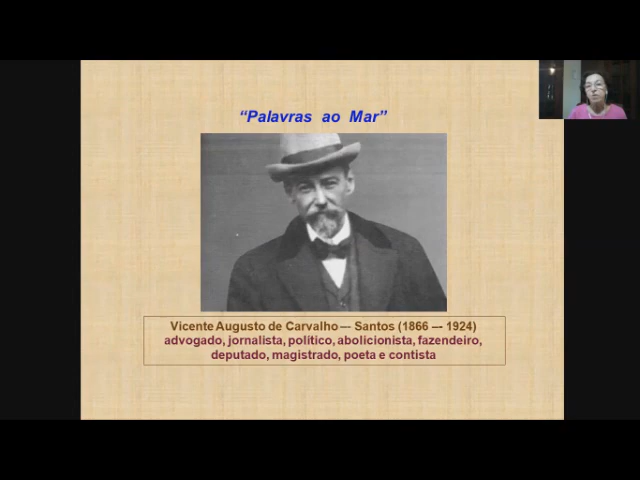 “Palavras ao Mar”
Vicente Augusto de Carvalho –- Santos (1866 –- 1924)
advogado, jornalista, político, abolicionista, fazendeiro,
deputado, magistrado, poeta e contista